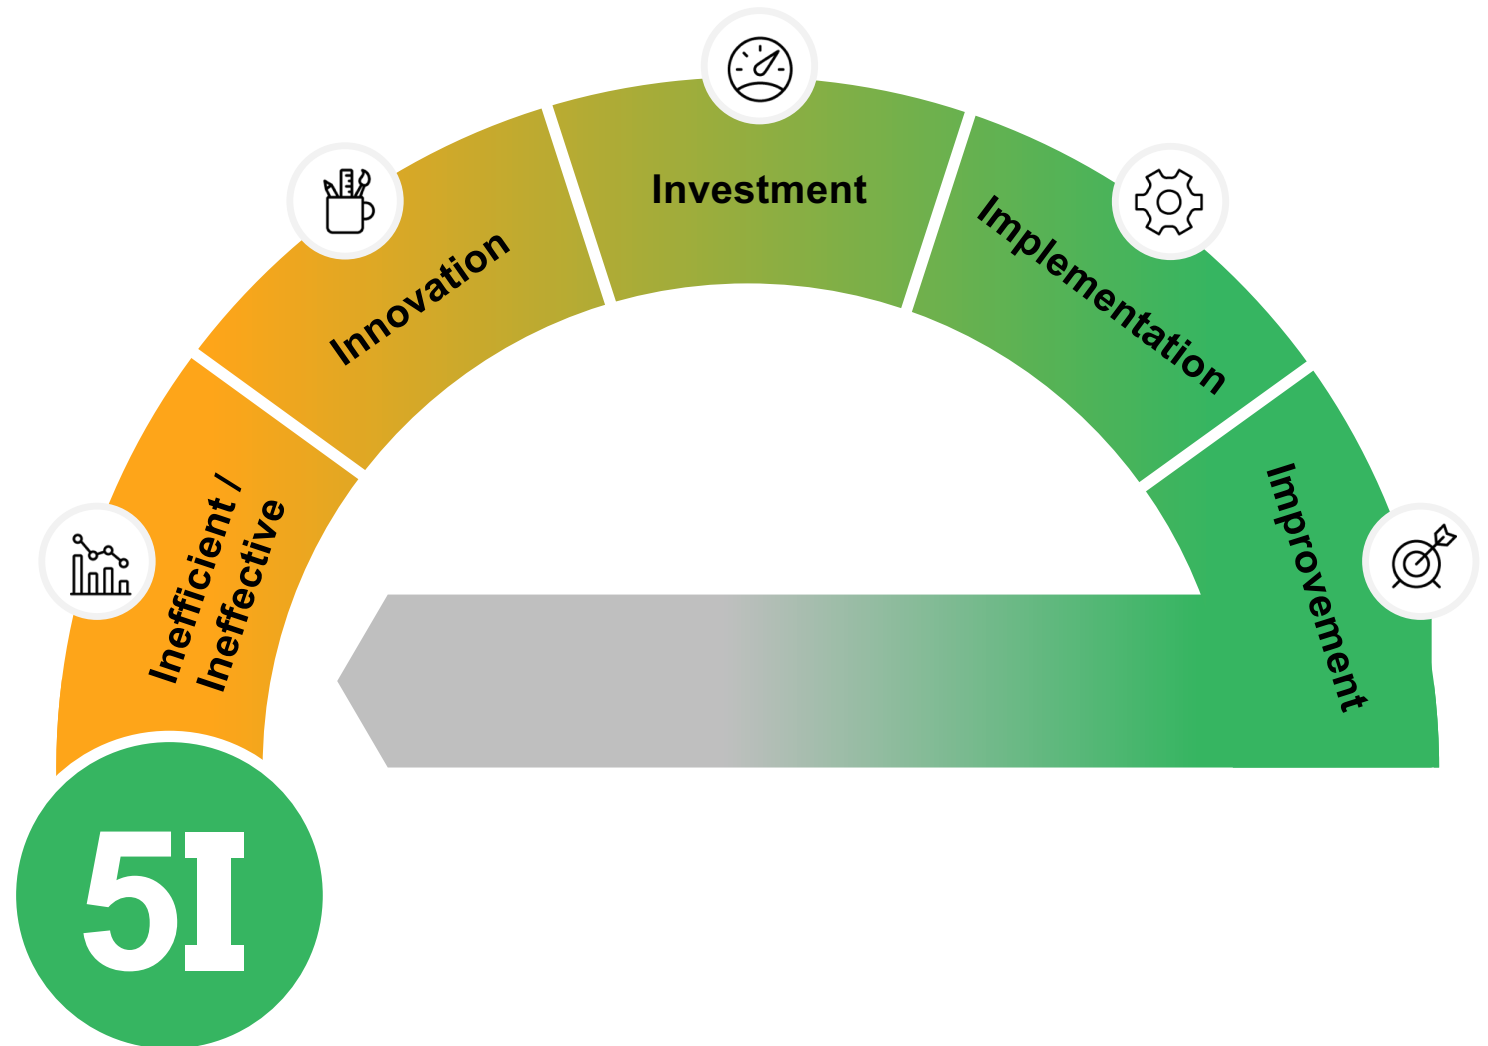 Inefficient /
Ineffective
Innovation
Investment
Implementation
Improvement
5I